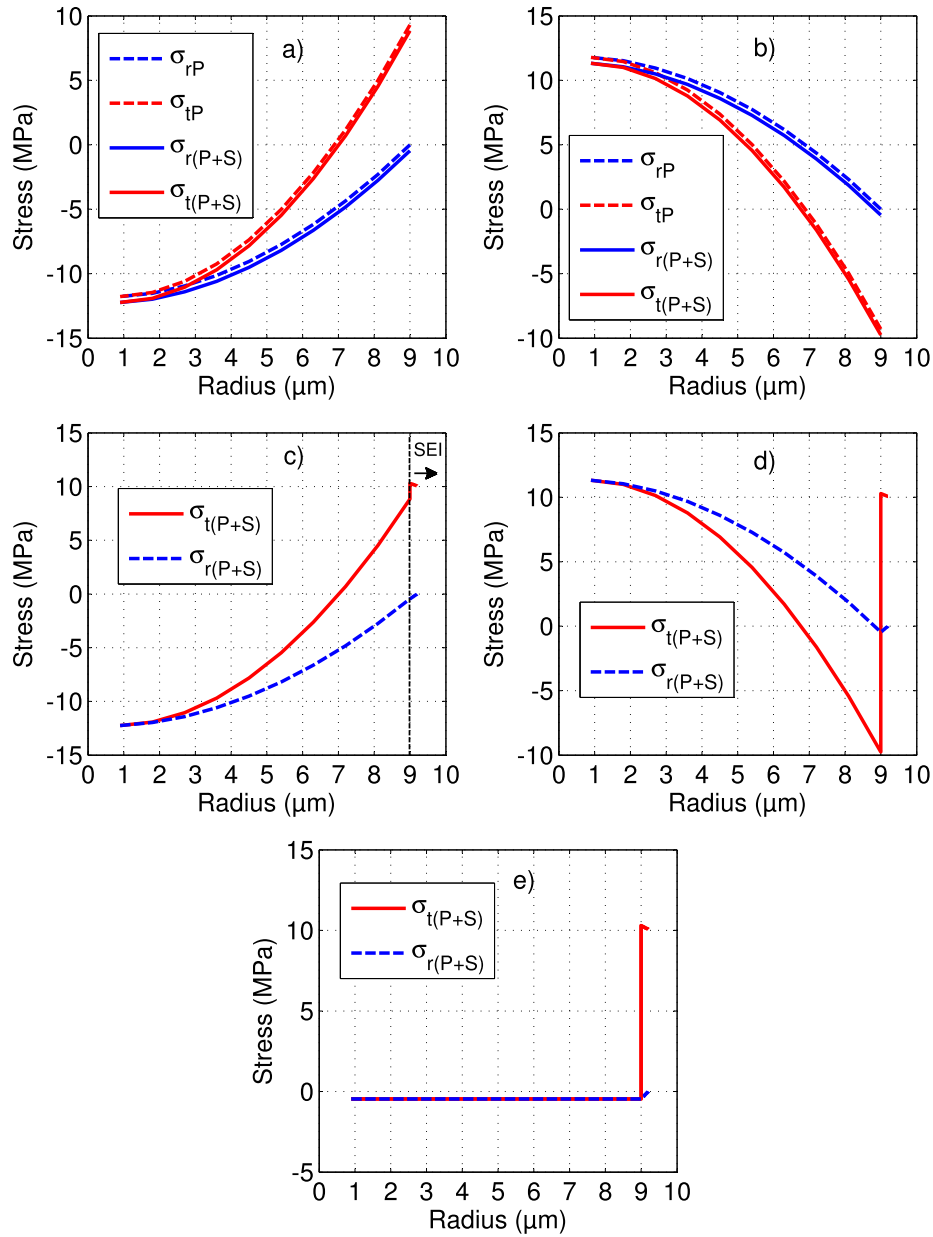 a)
σrP
σtP
σr(P+S)
σt(P+S)
10
5
0
-5
-10
-15
Stress (MPa)
0 1 2 3 4 5 6 7 8 9 10
Radius (μm)
b)
σrP
σtP
σr(P+S)
σt(P+S)
15
10
5
0
-5
-10
Stress (MPa)
0 1 2 3 4 5 6 7 8 9 10
Radius (μm)
c)
SEI
σt(P+S)
σr(P+S)
15
10
5
0
-5
-10
-15
Stress (MPa)
0 1 2 3 4 5 6 7 8 9 10
Radius (μm)
d)
σt(P+S)
σr(P+S)
15
10
5
0
-5
-10
Stress (MPa)
0 1 2 3 4 5 6 7 8 9 10
Radius (μm)
e)
σt(P+S)
σr(P+S)
15
10
5
0
-5
Stress (MPa)
0 1 2 3 4 5 6 7 8 9 10
Radius (μm)